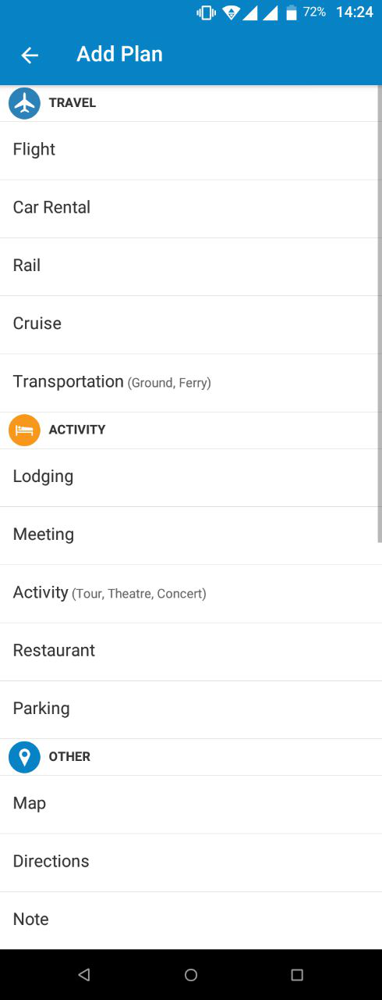 72% 14:24
Add Plan
TRAVEL
Flight
Car Rental
Rail
Cruise
Transportation (Ground, Ferry)
ACTIVITY
Lodging
Meeting
Activity (Tour, Theatre, Concert)
Restaurant
Parking
OTHER
Map
Directions
Note